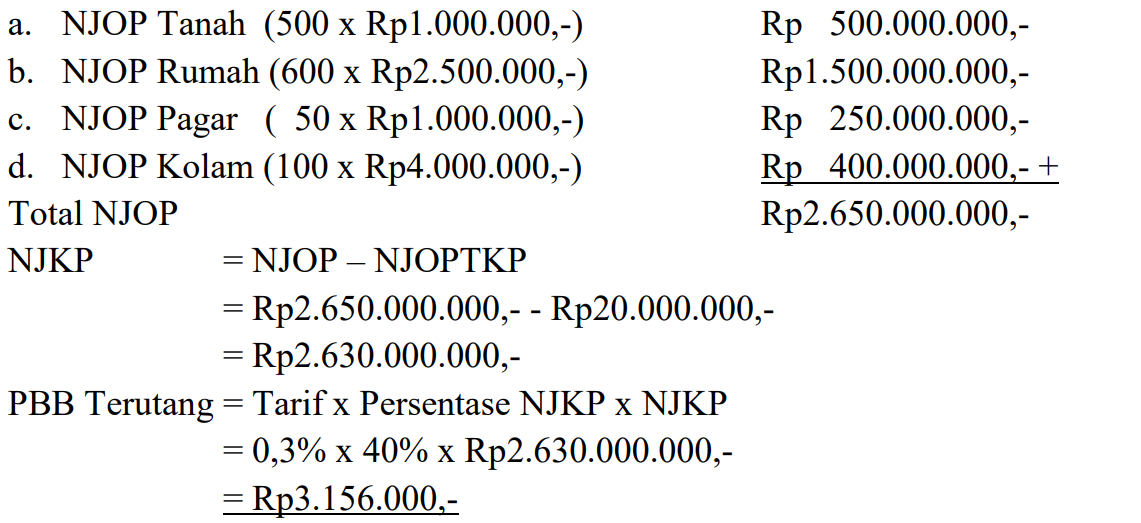 a. NJOP Tanah (500 x Rp1.000.000,-) Rp 500.000.000,-
b. NJOP Rumah (600 x Rp2.500.000,-) Rp1.500.000.000,-
c. NJOP Pagar ( 50 x Rp1.000.000,-) Rp 250.000.000,-
d. NJOP Kolam (100 x Rp4.000.000,-) Rp 400.000.000,- +
Total NJOP Rp2.650.000.000,-
NJKP = NJOP – NJOPTKP
= Rp2.650.000.000,- - Rp20.000.000,-
= Rp2.630.000.000,-
PBB Terutang = Tarif x Persentase NJKP x NJKP
= 0,3% x 40% x Rp2.630.000.000,-
= Rp3.156.000,-